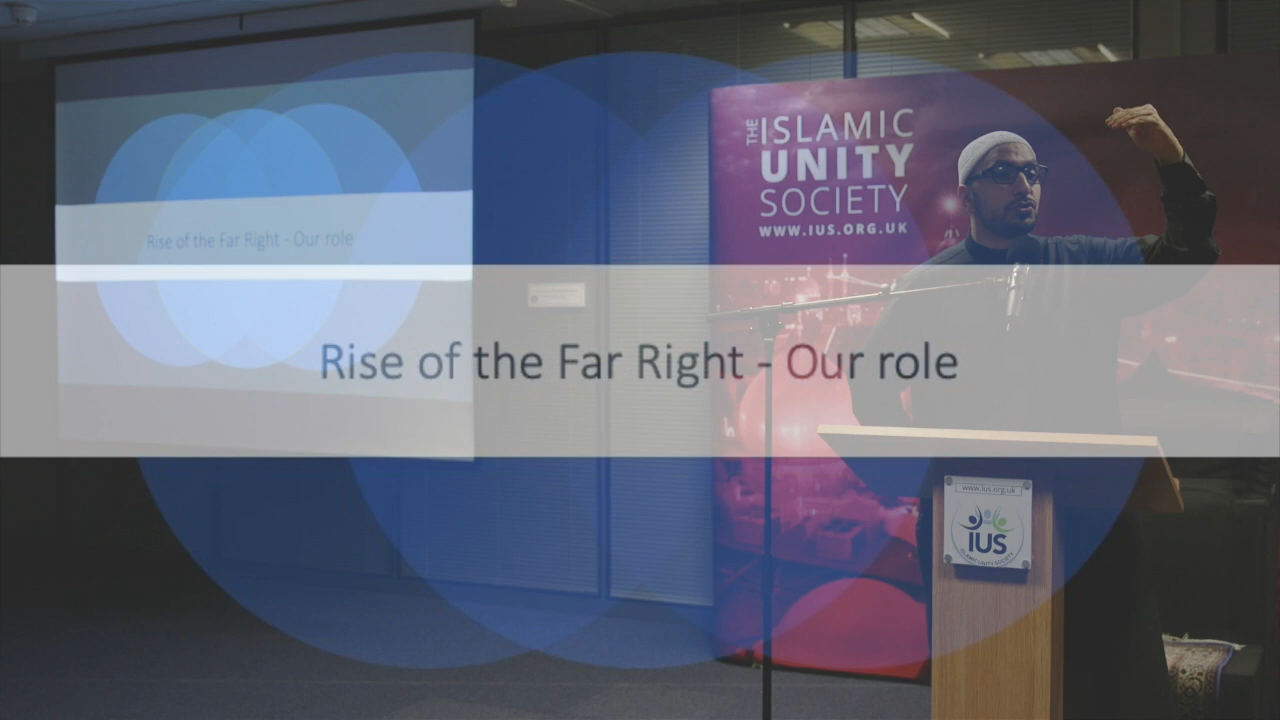 THE ISLAMIC
UNITY
SOCIETY
WWW.IUS.ORG.UK
Rise of the Far Right - Our role
Rise of the Far Right - Our role
www.ius.org.uk
IUS
ISLAMIC UNITY SOCIETY